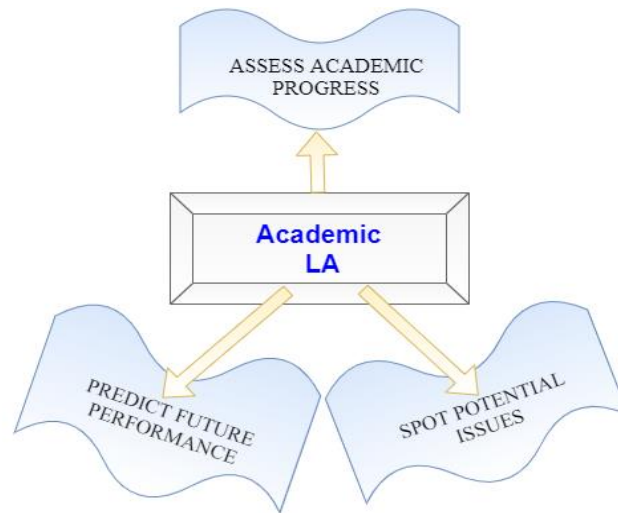 ASSESS ACADEMIC
PROGRESS
Academic
LA
PREDICT FUTURE
PERFORMANCE
SPOT POTENTIAL
ISSUES